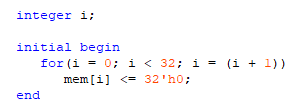 integer i;
initial begin
for(i = 0; i < 32; i = (i + 1))
mem[i] <= 32'h0;
end